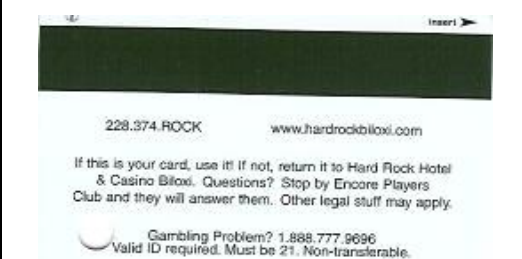 Insert
228.374.ROCK www.hardrockbiloxi.com
If this is your card, use it! If not, return it to Hard Rock Hotel
& Casino Biloxi. Questions? Stop by Encore Players
Club and they will answer them. Other legal stuff may apply.
Gambling Problem? 1.888.777.9696
Valid ID required. Must be 21. Non-transferable.